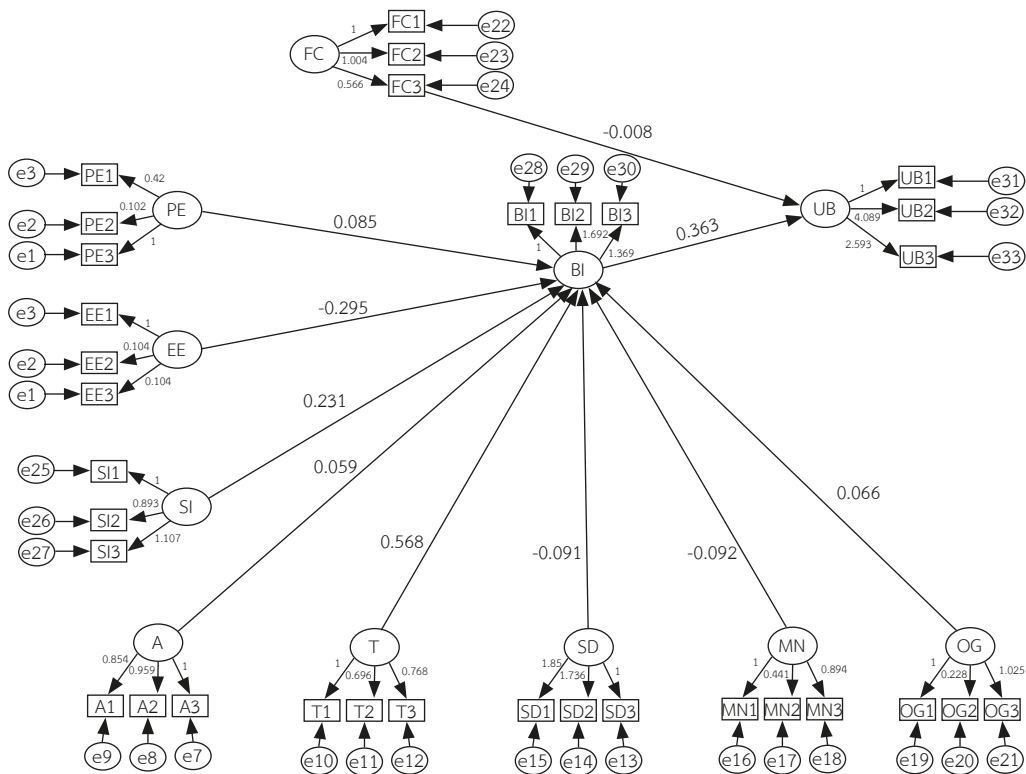 FC
1
1.004
0.566
FC1
FC2
FC3
e22
e23
e24
-0.008
e3
e2
e1
PE1
PE2
PE3
0.42
0.102
1
PE
0.085
e28
e29
e30
BI1
BI2
BI3
1
1.692
1.369
BI
0.363
UB
1
4.089
2.593
UB1
UB2
UB3
e31
e32
e33
e3
e2
e1
EE1
EE2
EE3
1
0.104
0.104
EE
-0.295
e25
e26
e27
SI1
SI2
SI3
1
0.893
1.107
SI
0.231
0.059
0.568
-0.091
-0.092
0.066
A
0.854
0.959
1
A1
A2
A3
e9
e8
e7
T
1
0.696
0.768
T1
T2
T3
e10
e11
e12
SD
1.85
1.736
1
SD1
SD2
SD3
e15
e14
e13
MN
1
0.441
0.894
MN1
MN2
MN3
e16
e17
e18
OG
1
0.228
1.025
OG1
OG2
OG3
e19
e20
e21